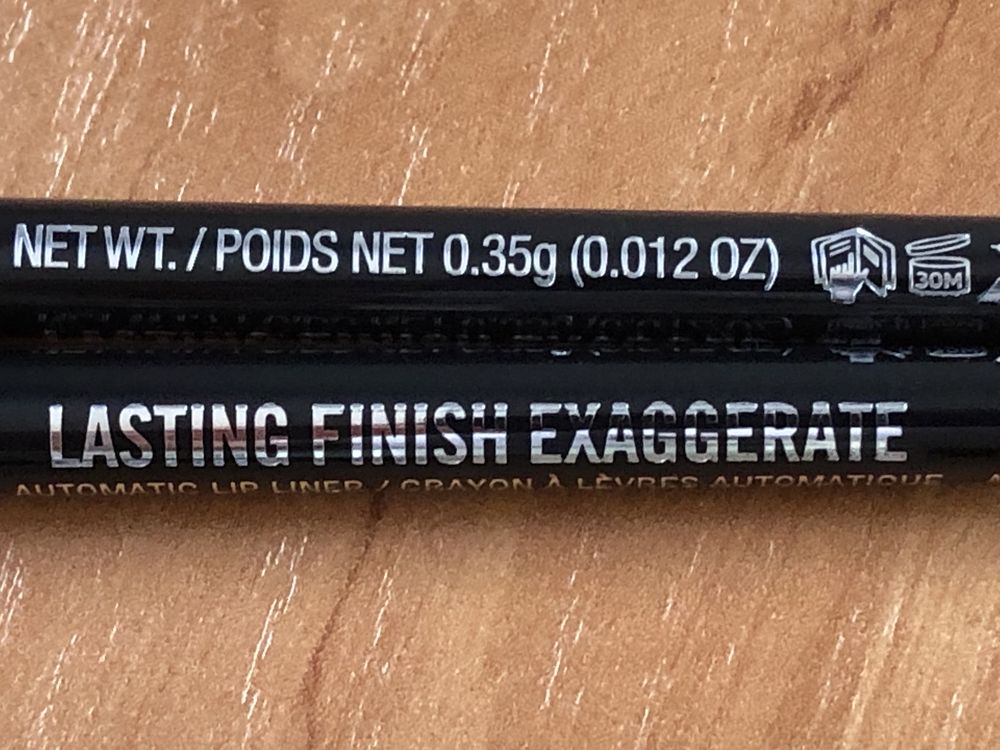 NET WT. / POIDS NET 0.35g (0.012 OZ) 30M
LASTING FINISH EXAGGERATE
AUTOMATIC LIP LINER / CRAYON À LÈVRES AUTOMATIQUE